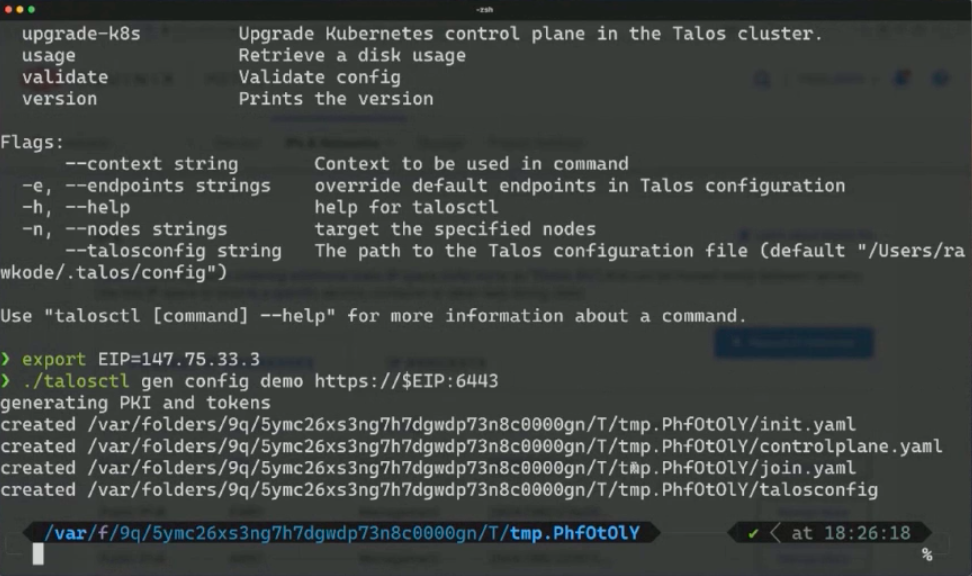 -zsh
upgrade-k8s Upgrade Kubernetes control plane in the Talos cluster.
usage Retrieve a disk usage
validate Validate config
version Prints the version
Flags:
--context string Context to be used in command
-e, --endpoints strings override default endpoints in Talos configuration
-h, --help help for talosctl
-n, --nodes strings target the specified nodes
--talosconfig string The path to the Talos configuration file (default "/Users/ra
wkode/.talos/config")
Use "talosctl [command] --help" for more information about a command.
❯ export EIP=147.75.33.3
❯ ./talosctl gen config demo https://$EIP:6443
generating PKI and tokens
created /var/folders/9q/5ymc26xs3ng7h7dgwdp73n8c0000gn/T/tmp.PhfOtOlY/init.yaml
created /var/folders/9q/5ymc26xs3ng7h7dgwdp73n8c0000gn/T/tmp.PhfOtOlY/controlplane.yaml
created /var/folders/9q/5ymc26xs3ng7h7dgwdp73n8c0000gn/T/tmp.PhfOtOlY/join.yaml
created /var/folders/9q/5ymc26xs3ng7h7dgwdp73n8c0000gn/T/tmp.PhfOtOlY/talosconfig
/var/f/9q/5ymc26xs3ng7h7dgwdp73n8c0000gn/T/tmp.PhfOtOlY ✔ at 18:26:18
%